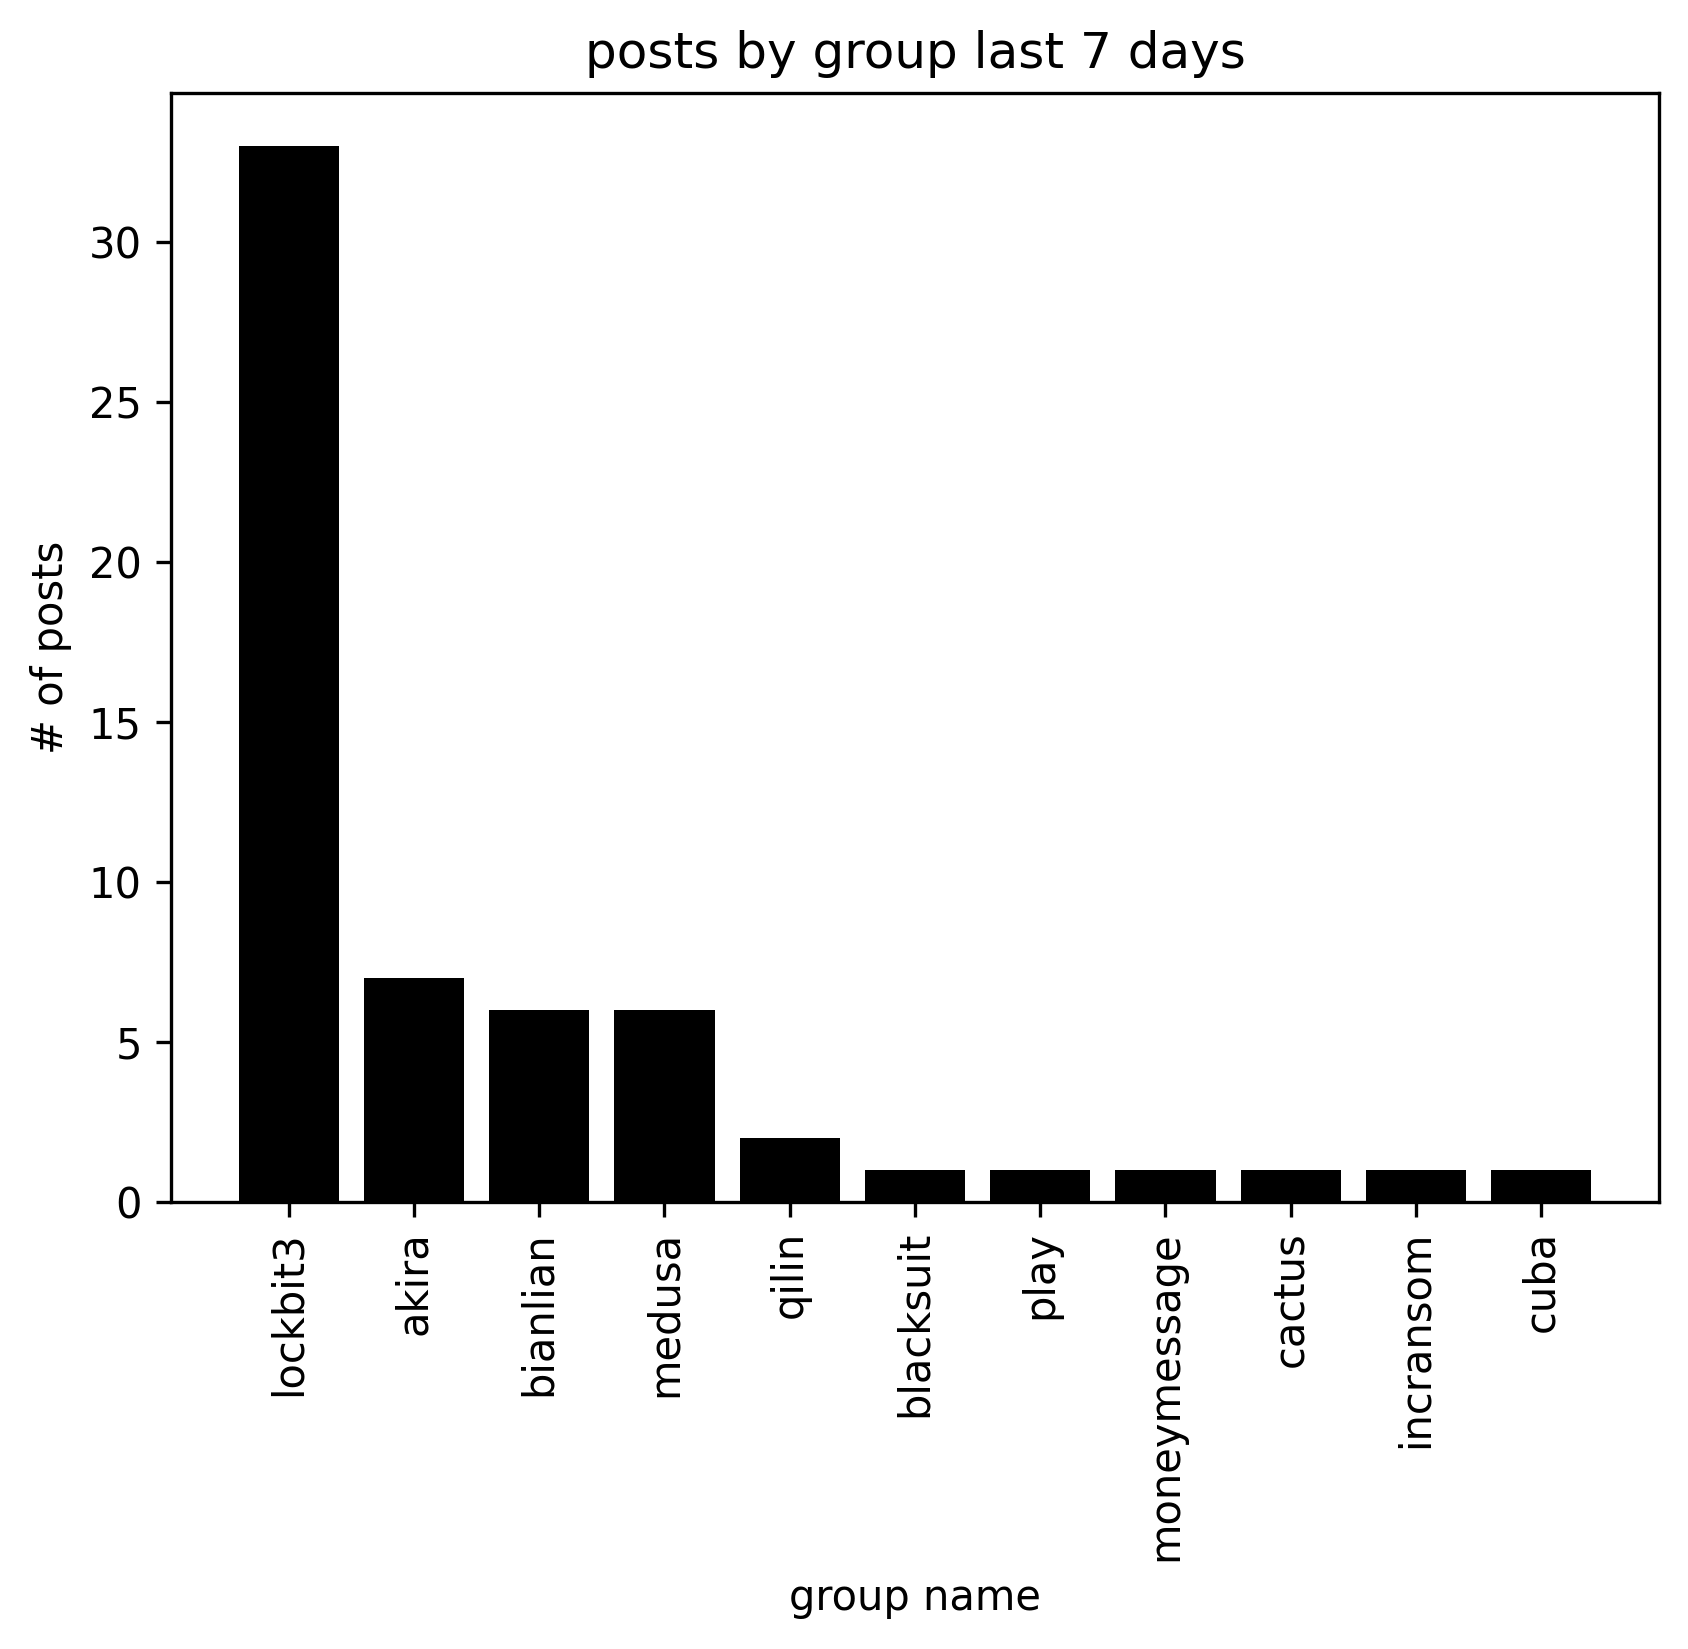 posts by group last 7 days
# of posts
30
25
20
15
10
5
0
lockbit3
akira
bianlian
medusa
qilin
blacksuit
play
moneymessage
cactus
incransom
cuba
group name